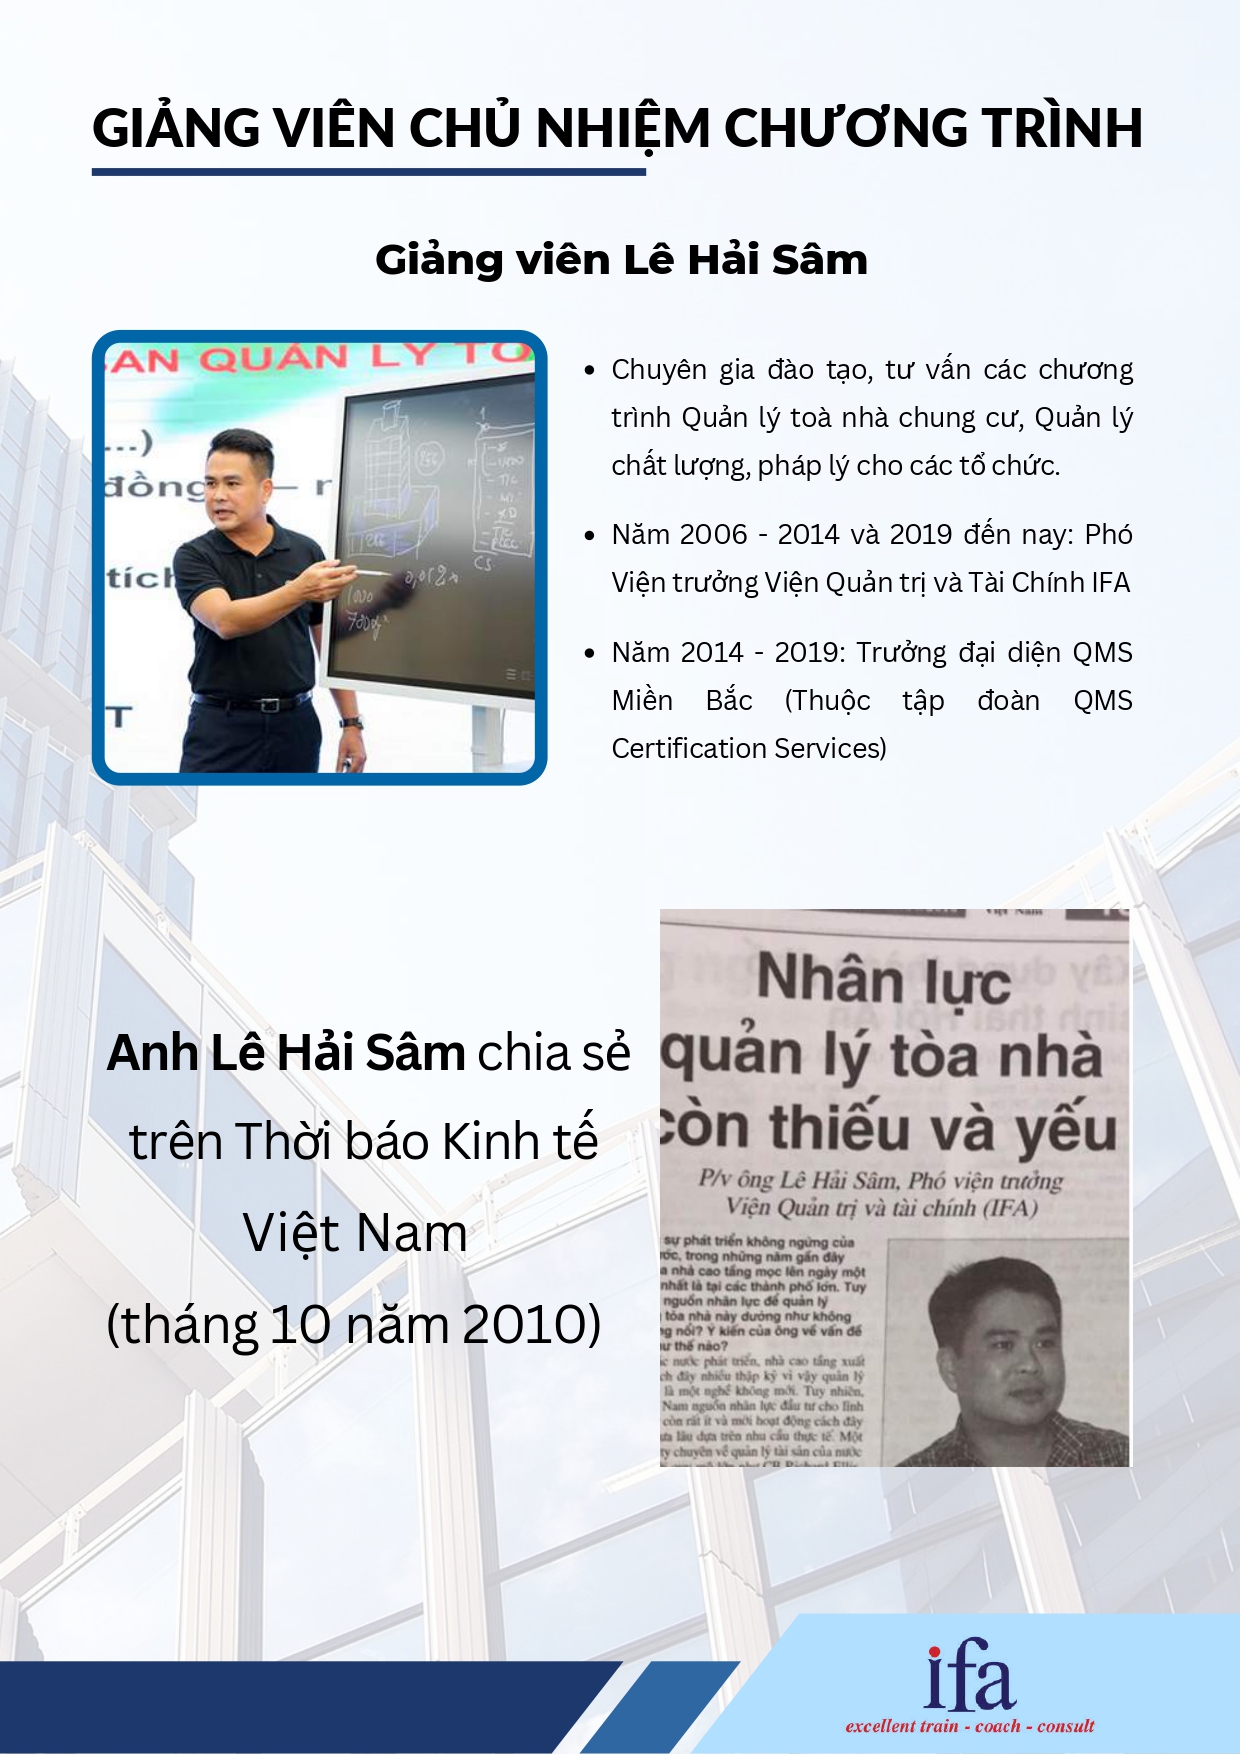 GIẢNG VIÊN CHỦ NHIỆM CHƯƠNG TRÌNH
Giảng viên Lê Hải Sâm
QUẢN LÝ
đồng
tích
• Chuyên gia đào tạo, tư vấn các chương
trình Quản lý toà nhà chung cư, Quản lý
chất lượng, pháp lý cho các tổ chức.
• Năm 2006 - 2014 và 2019 đến nay: Phó
Viện trưởng Viện Quản trị và Tài Chính IFA
• Năm 2014 - 2019: Trưởng đại diện QMS
Miền Bắc (Thuộc tập đoàn QMS
Certification Services)
Anh Lê Hải Sâm chia sẻ
trên Thời báo Kinh tế
Việt Nam
(tháng 10 năm 2010)
Việt Nam
Nhân lực
quản lý tòa nhà
còn thiếu và yếu
P/v ông Lê Hải Sâm, Phó viện trưởng
Viện Quản trị và tài chính (IFA)
sự phát triển không ngừng của
trong những năm gần đây
nhà cao tầng mọc lên ngày một
nhất là tại các thành phố lớn. Tuy
nguồn nhân lực để quản lý
tòa nhà này dường như không
nổi? Ý kiến của ông về vấn đề
thế nào?
nước phát triển, nhà cao tầng xuất
đây nhiều thập kỷ vì vậy quản lý
là một nghề không mới. Tuy nhiên,
Nam nguồn nhân lực đầu tư cho lĩnh
còn rất ít và mới hoạt động cách đây
lâu dựa trên nhu cầu thực tế. Một
ty chuyên về quản lý tài sản của nước
ifa
excellent train - coach - consult